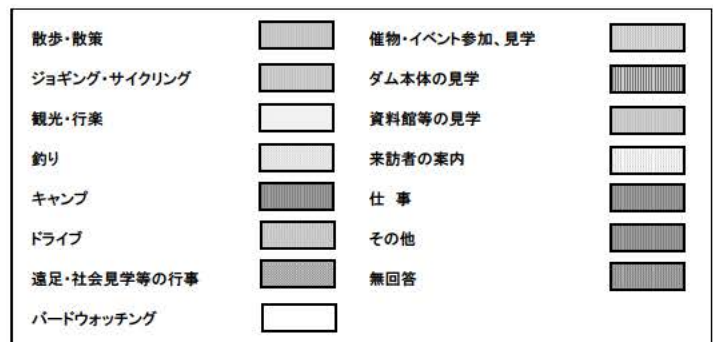 散歩・散策
ジョギング・サイクリング
観光・行楽
釣り
キャンプ
ドライブ
遠足・社会見学等の行事
バードウォッチング
催物・イベント参加、見学
ダム本体の見学
資料館等の見学
来訪者の案内
仕 事
その他
無回答